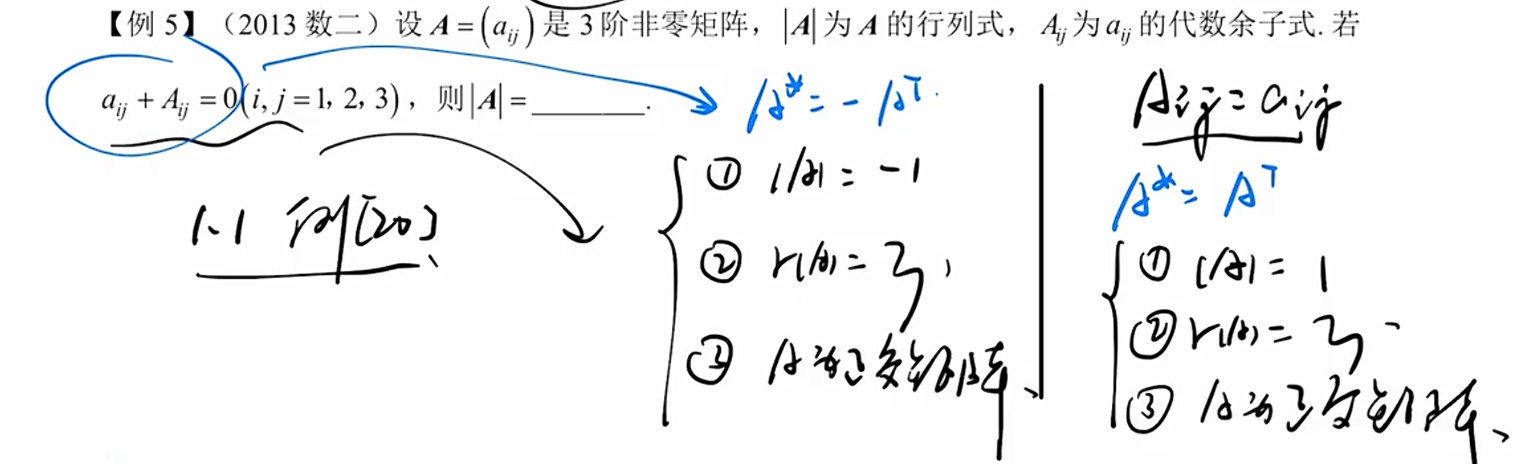 【例 5】（2013 数二）设 A = (a_{ij}) 是 3 阶非零矩阵，|A| 为 A 的行列式，A_{ij} 为 a_{ij} 的代数余子式. 若
a_{ij} + A_{ij} = 0 (i, j = 1, 2, 3)，则 |A| = ________.
A* = -A^T.
① |A| = -1
② r(A) = 3,
③ A 为正交矩阵、
1.1 例[20]、
A_{ij} = a_{ij}
A* = A^T
① |A| = 1
② r(A) = 3、
③ A 为正交矩阵、